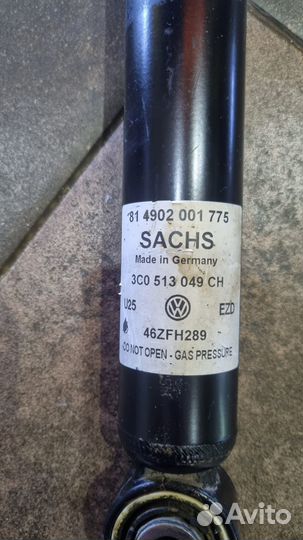 81 4902 001 775
SACHS
Made in Germany
3C0 513 049 CH
U25 EZD
46ZFH289
DO NOT OPEN - GAS PRESSURE
Avito